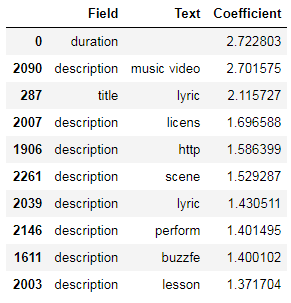 Field Text Coefficient
0 duration 2.722803
2090 description music video 2.701575
287 title lyric 2.115727
2007 description licens 1.696588
1906 description http 1.586399
2261 description scene 1.529287
2039 description lyric 1.430511
2146 description perform 1.401495
1611 description buzzfe 1.400102
2003 description lesson 1.371704